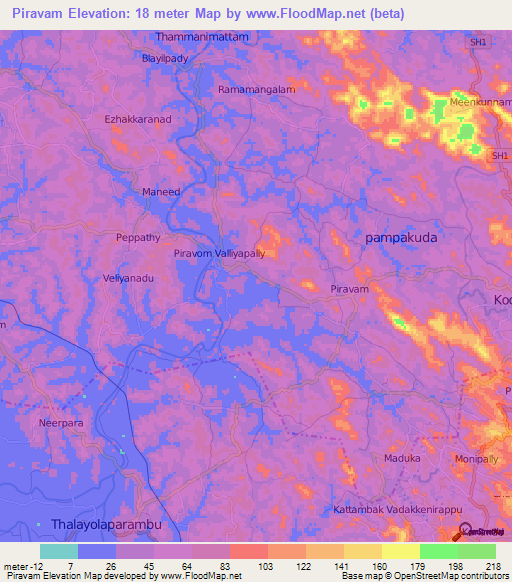 Piravam Elevation: 18 meter Map by www.FloodMap.net (beta)
Thammanimattam
SH1
Blayilpady
Ramamangalam
Meenkunnam
Ezhakkaranad
SH1
Maneed
Peppathy
pampakuda
Piravom Valliyapally
Veliyanadu
Piravam
Koo
m
P
Neerpara
Maduka
Monipally
Kattambak Vadakkenirappu
Thalayolaparambu
meter -12 7 26 45 64 83 103 122 141 160 179 198 218
Piravam Elevation Map developed by www.FloodMap.net
Base map © OpenStreetMap contributors